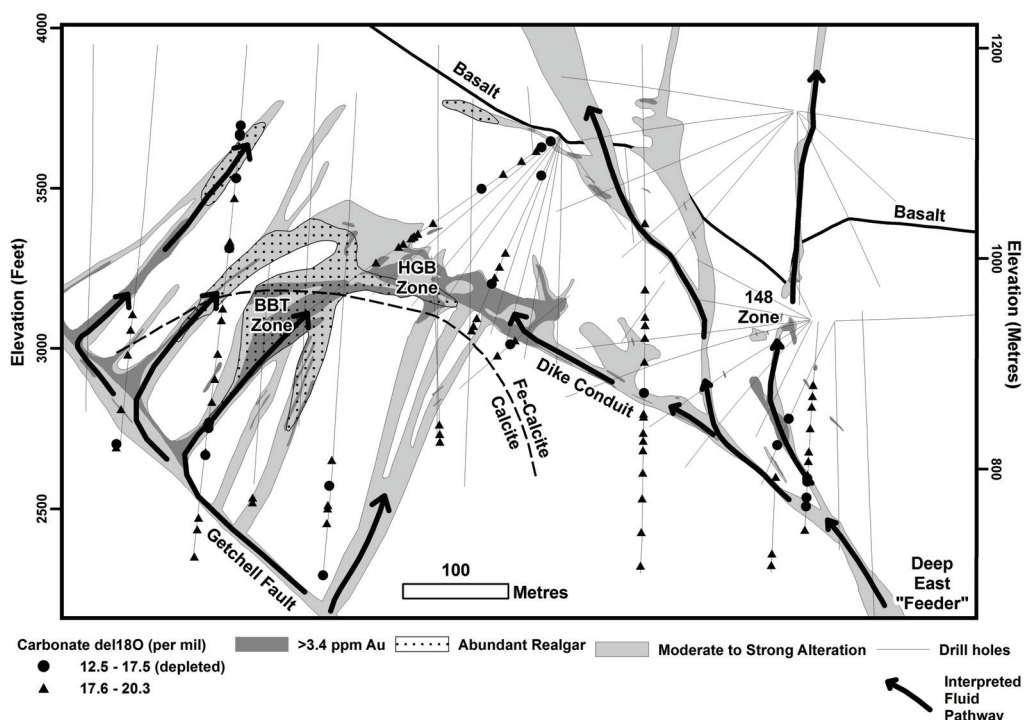 4000
3500
3000
2500
Elevation (Feet)
1200
1000
800
Elevation (Metres)
Basalt
Basalt
HGB
Zone
BBT
Zone
148
Zone
Dike Conduit
Fe-Calcite
Calcite
Getchell Fault
100
Metres
Deep
East
"Feeder"
Carbonate del18O (per mil)
12.5 - 17.5 (depleted)
17.6 - 20.3
>3.4 ppm Au
Abundant Realgar
Moderate to Strong Alteration
Drill holes
Interpreted
Fluid
Pathway